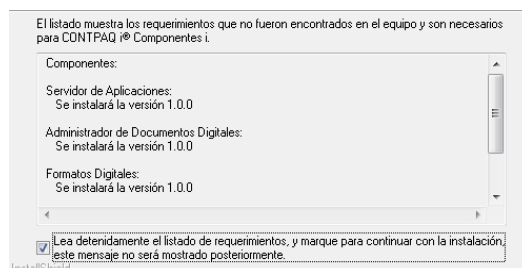 El listado muestra los requerimientos que no fueron encontrados en el equipo y son necesarios
para CONTPAQ i® Componentes i.
Componentes:
Servidor de Aplicaciones:
Se instalará la versión 1.0.0
Administrador de Documentos Digitales:
Se instalará la versión 1.0.0
Formatos Digitales:
Se instalará la versión 1.0.0
Lea detenidamente el listado de requerimientos, y marque para continuar con la instalación,
este mensaje no será mostrado posteriormente.
InstallShield